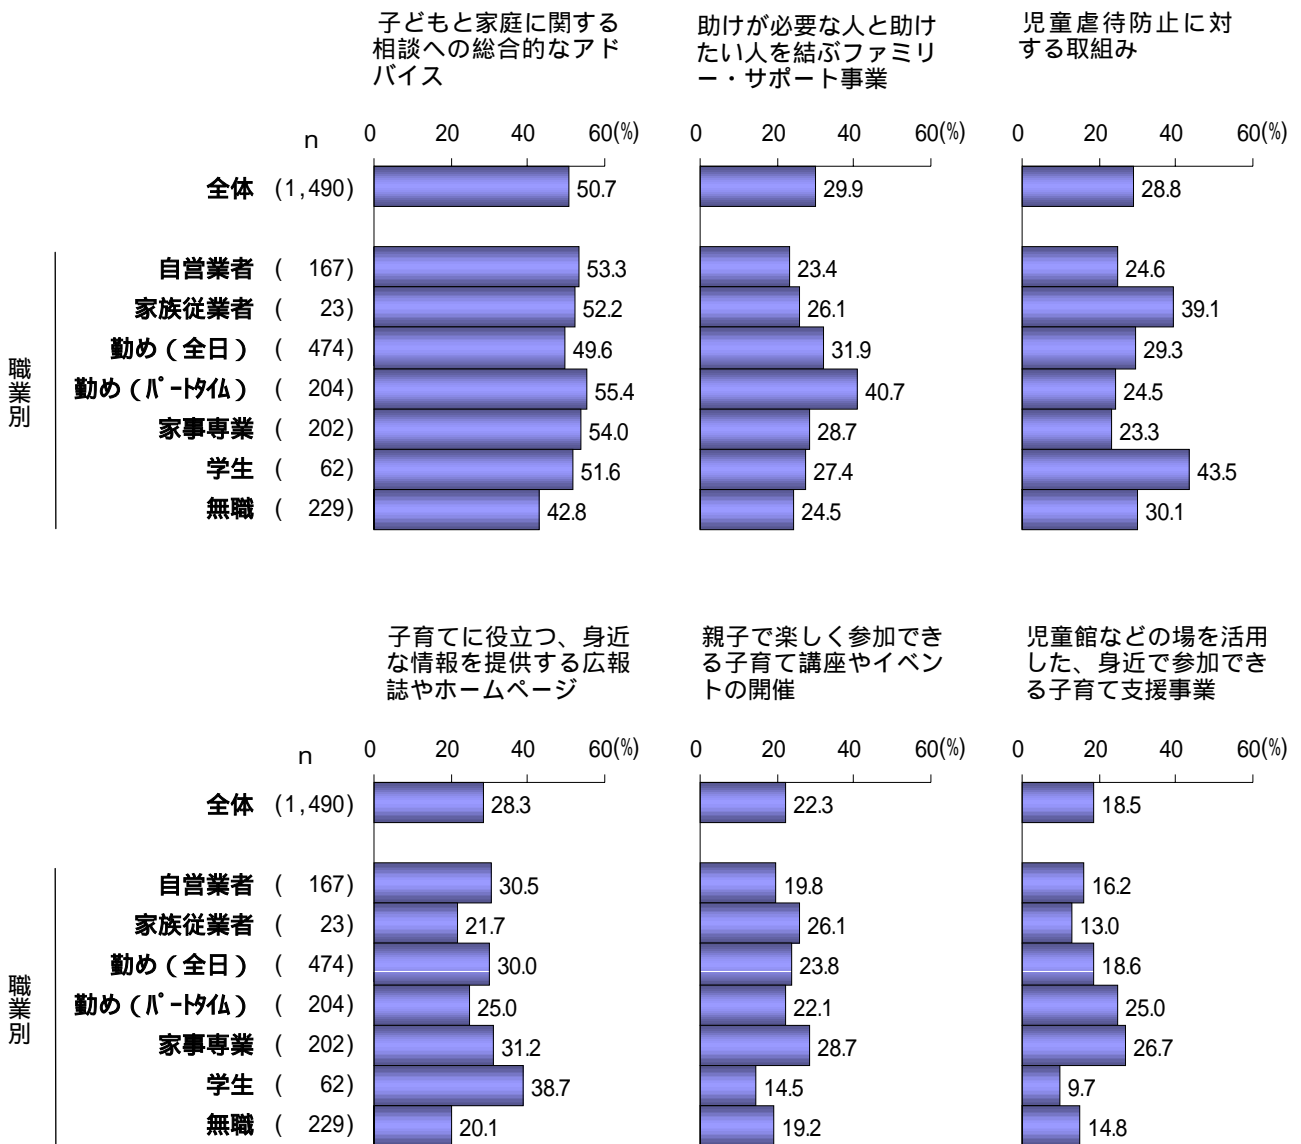 子どもと家庭に関する
相談への総合的なアド
バイス
助けが必要な人と助け
たい人を結ぶファミリ
ー・サポート事業
児童虐待防止に対
する取組み
n
0 20 40 60(%)
0 20 40 60(%)
0 20 40 60(%)
全体 (1,490) 50.7 29.9 28.8
職業別
自営業者 ( 167) 53.3 23.4 24.6
家族従業者 ( 23) 52.2 26.1 39.1
勤め(全日) ( 474) 49.6 31.9 29.3
勤め(パートタイム) ( 204) 55.4 40.7 24.5
家事専業 ( 202) 54.0 28.7 23.3
学生 ( 62) 51.6 27.4 43.5
無職 ( 229) 42.8 24.5 30.1
子育てに役立つ、身近
な情報を提供する広報
誌やホームページ
親子で楽しく参加でき
る子育て講座やイベン
トの開催
児童館などの場を活用
した、身近で参加でき
る子育て支援事業
n
0 20 40 60(%)
0 20 40 60(%)
0 20 40 60(%)
全体 (1,490) 28.3 22.3 18.5
職業別
自営業者 ( 167) 30.5 19.8 16.2
家族従業者 ( 23) 21.7 26.1 13.0
勤め(全日) ( 474) 30.0 23.8 18.6
勤め(パートタイム) ( 204) 25.0 22.1 25.0
家事専業 ( 202) 31.2 28.7 26.7
学生 ( 62) 38.7 14.5 9.7
無職 ( 229) 20.1 19.2 14.8